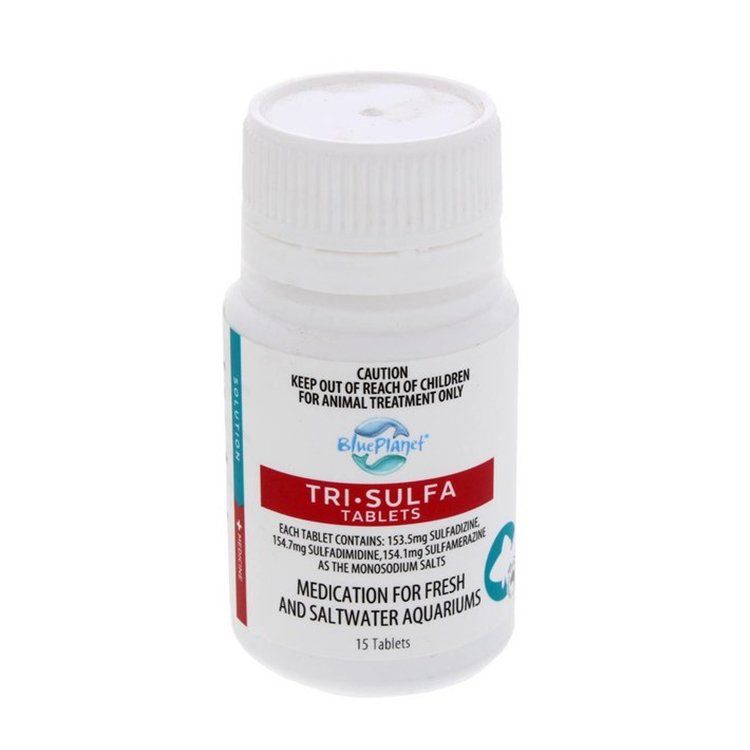 CAUTION
KEEP OUT OF REACH OF CHILDREN
FOR ANIMAL TREATMENT ONLY
BluePlanet®
TRI•SULFA
TABLETS
EACH TABLET CONTAINS: 153.5mg SULFADIZINE,
154.7mg SULFADIMIDINE, 154.1mg SULFAMERAZINE
AS THE MONOSODIUM SALTS
MEDICATION FOR FRESH
AND SALTWATER AQUARIUMS
15 Tablets
SOLUTION
+ MEDICINE